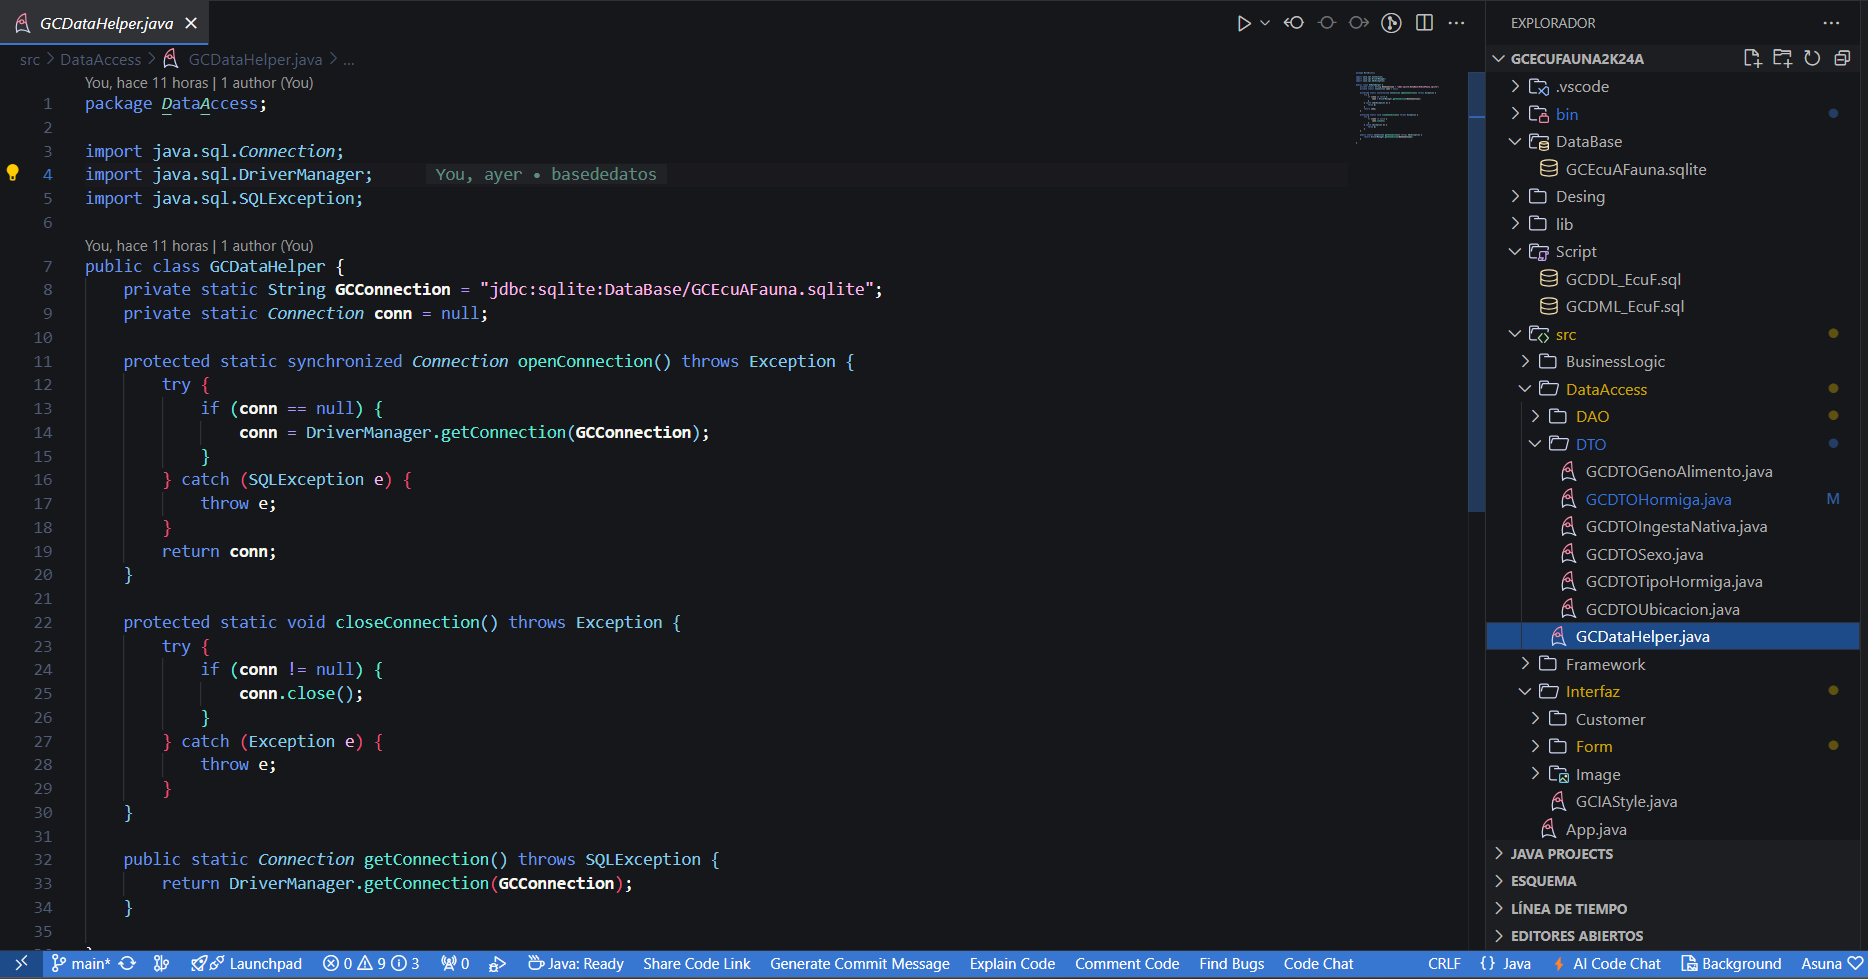 GCDataHelper.java
src > DataAccess > GCDataHelper.java > ...
You, hace 11 horas | 1 author (You)
1 package DataAccess;
2
3 import java.sql.Connection;
4 import java.sql.DriverManager; You, ayer • basededatos
5 import java.sql.SQLException;
6
You, hace 11 horas | 1 author (You)
7 public class GCDataHelper {
8 private static String GCConnection = "jdbc:sqlite:DataBase/GCEcuAFauna.sqlite";
9 private static Connection conn = null;
10
11 protected static synchronized Connection openConnection() throws Exception {
12 try {
13 if (conn == null) {
14 conn = DriverManager.getConnection(GCConnection);
15 }
16 } catch (SQLException e) {
17 throw e;
18 }
19 return conn;
20 }
21
22 protected static void closeConnection() throws Exception {
23 try {
24 if (conn != null) {
25 conn.close();
26 }
27 } catch (Exception e) {
28 throw e;
29 }
30 }
31
32 public static Connection getConnection() throws SQLException {
33 return DriverManager.getConnection(GCConnection);
34 }
35
EXPLORADOR
GCECUFAUNA2K24A
.vscode
bin
DataBase
GCEcuAFauna.sqlite
Desing
lib
Script
GCDDL_EcuF.sql
GCDML_EcuF.sql
src
BusinessLogic
DataAccess
DAO
DTO
GCDTOGenoAlimento.java
GCDTOHormiga.java M
GCDTOIngestaNativa.java
GCDTOSexo.java
GCDTOTipoHormiga.java
GCDTOUbicacion.java
GCDataHelper.java
Framework
Interfaz
Customer
Form
Image
GCIAStyle.java
App.java
JAVA PROJECTS
ESQUEMA
LÍNEA DE TIEMPO
EDITORES ABIERTOS
main* Launchpad 0 9 3 0 Java: Ready Share Code Link Generate Commit Message Explain Code Comment Code Find Bugs Code Chat CRLF {} Java AI Code Chat Background Asuna